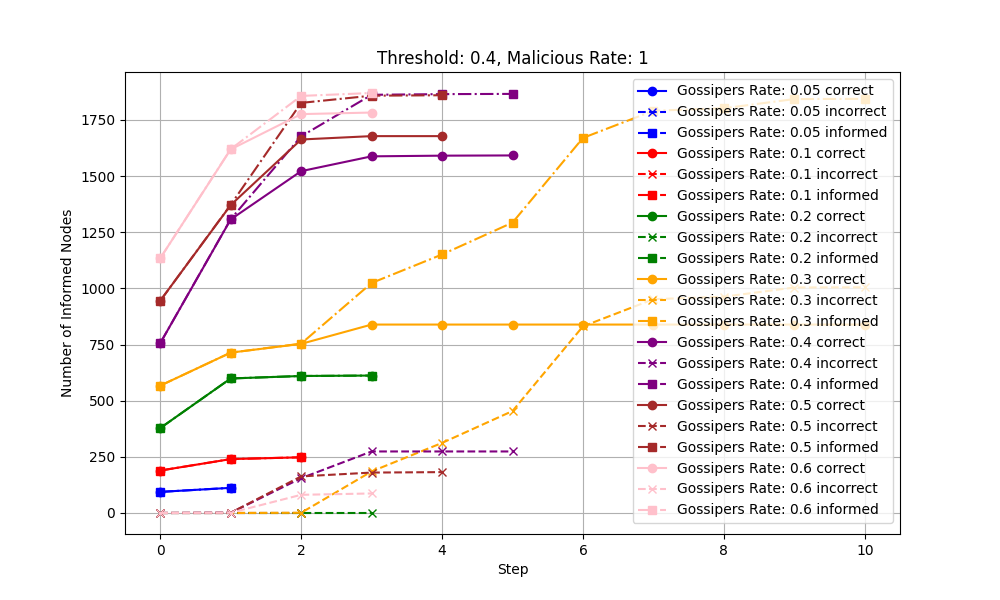 Threshold: 0.4, Malicious Rate: 1
Number of Informed Nodes
1750
1500
1250
1000
750
500
250
0
0
2
4
6
8
10
Step
Gossipers Rate: 0.05 correct
Gossipers Rate: 0.05 incorrect
Gossipers Rate: 0.05 informed
Gossipers Rate: 0.1 correct
Gossipers Rate: 0.1 incorrect
Gossipers Rate: 0.1 informed
Gossipers Rate: 0.2 correct
Gossipers Rate: 0.2 incorrect
Gossipers Rate: 0.2 informed
Gossipers Rate: 0.3 correct
Gossipers Rate: 0.3 incorrect
Gossipers Rate: 0.3 informed
Gossipers Rate: 0.4 correct
Gossipers Rate: 0.4 incorrect
Gossipers Rate: 0.4 informed
Gossipers Rate: 0.5 correct
Gossipers Rate: 0.5 incorrect
Gossipers Rate: 0.5 informed
Gossipers Rate: 0.6 correct
Gossipers Rate: 0.6 incorrect
Gossipers Rate: 0.6 informed